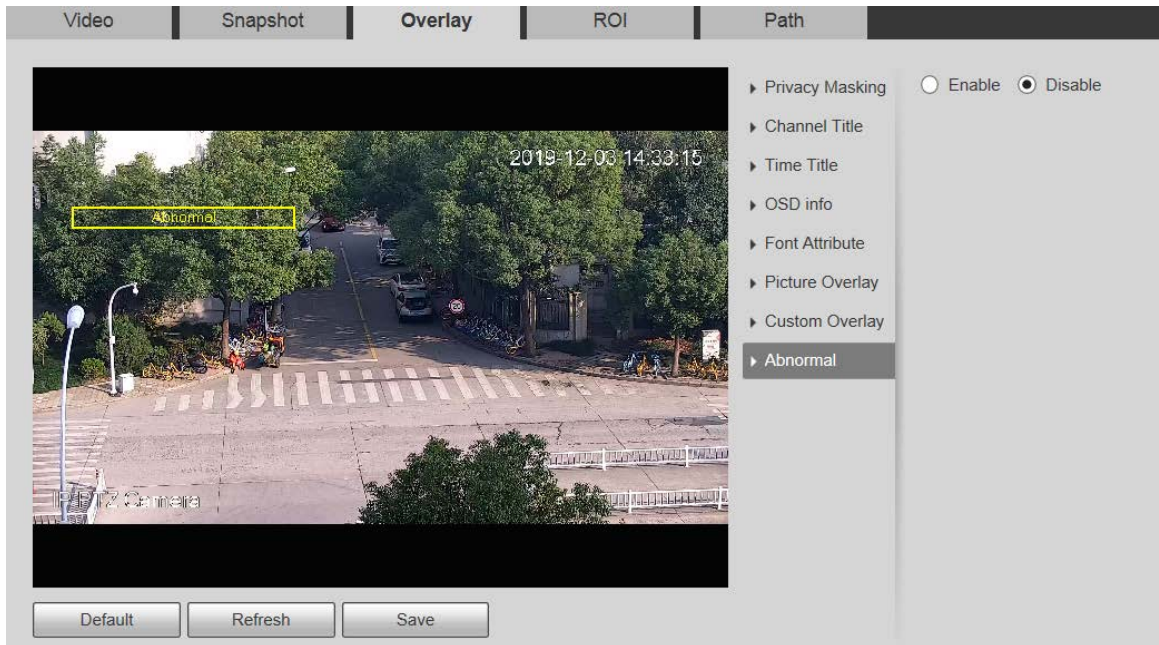 Video Snapshot Overlay ROI Path
Privacy Masking
Enable Disable
Channel Title
2019-12-03 14:33:15
Time Title
OSD info
Abnormal
Font Attribute
Picture Overlay
Custom Overlay
Abnormal
IP PTZ Camera
Default Refresh Save